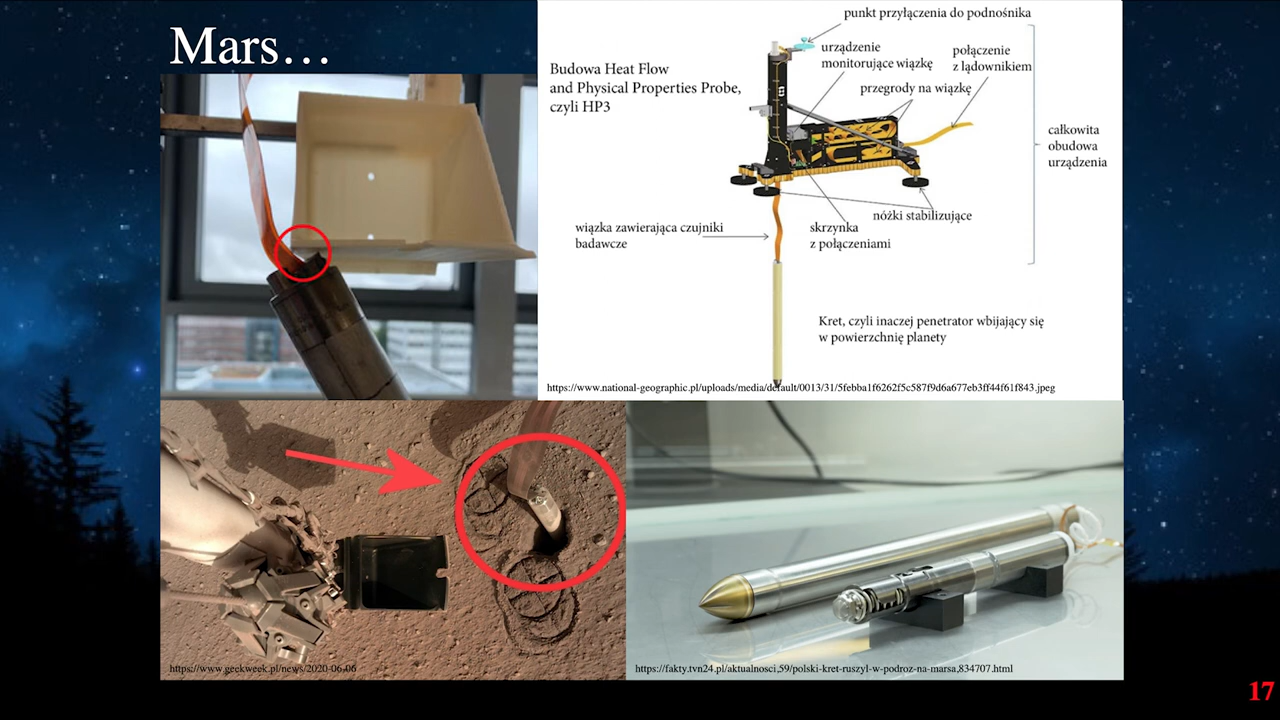 Mars…
Budowa Heat Flow
and Physical Properties Probe,
czyli HP3
punkt przyłączenia do podnośnika
urządzenie
monitorujące wiązkę
połączenie
z lądownikiem
przegrody na wiązkę
całkowita
obudowa
urządzenia
nóżki stabilizujące
wiązka zawierająca czujniki
badawcze
skrzynka
z połączeniami
Kret, czyli inaczej penetrator wbijający się
w powierzchnię planety
https://www.national-geographic.pl/uploads/media/default/0013/31/5febba1f6262f5c587f9d6a677eb3ff44f61f843.jpeg
https://www.geekweek.pl/news/2020-06-06
https://fakty.tvn24.pl/aktualnosci,59/polski-kret-ruszyl-w-podroz-na-marsa,834707.html
17